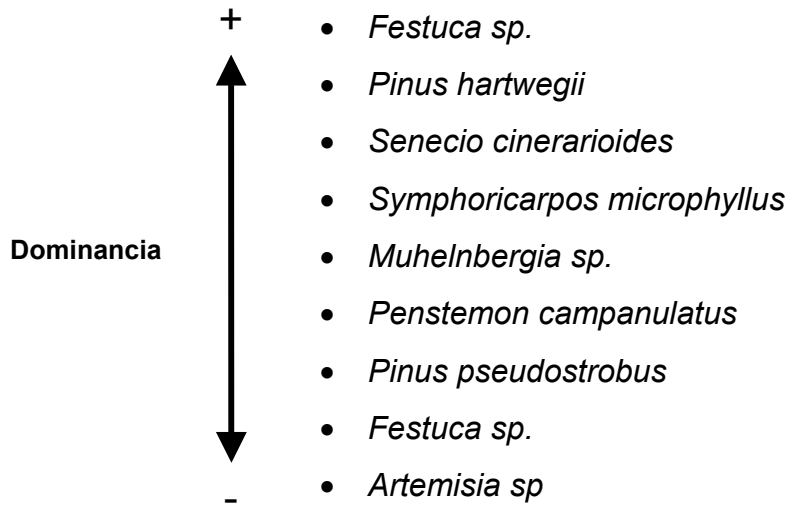 +
• Festuca sp.
• Pinus hartwegii
• Senecio cinerarioides
• Symphoricarpos microphyllus
Dominancia
• Muhelnbergia sp.
• Penstemon campanulatus
• Pinus pseudostrobus
• Festuca sp.
-
• Artemisia sp